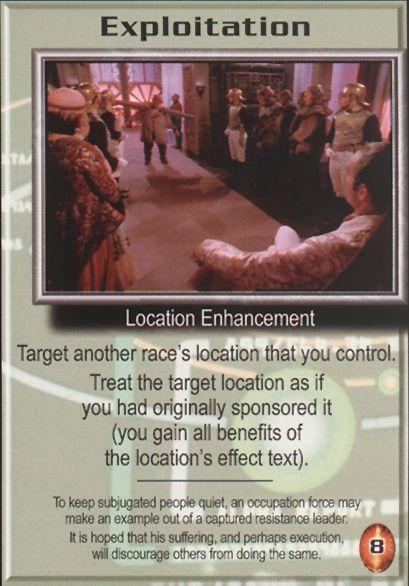 Exploitation
Location Enhancement
Target another race's location that you control.
Treat the target location as if
you had originally sponsored it
(you gain all benefits of
the location's effect text).
To keep subjugated people quiet, an occupation force may
make an example out of a captured resistance leader.
It is hoped that his suffering, and perhaps execution,
will discourage others from doing the same.
8